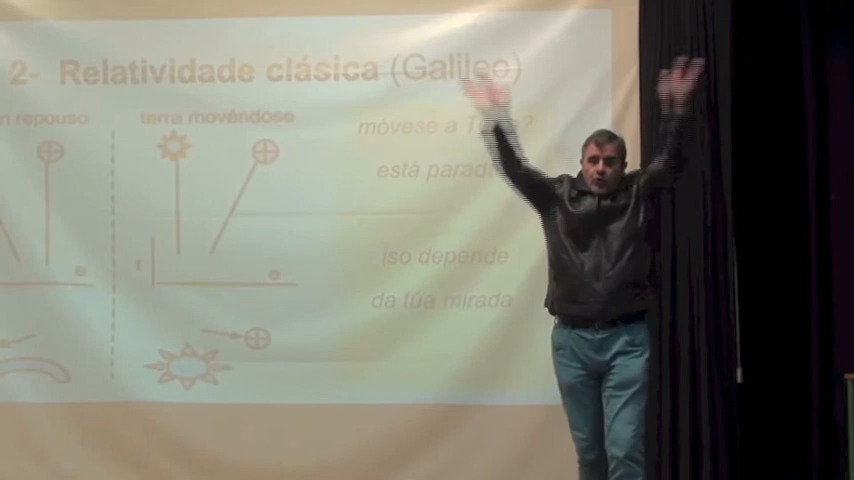 2- Relatividade clásica (Galileo)
n repouso
terra movéndose
móvese a
está parad
iso depende
da túa mirada